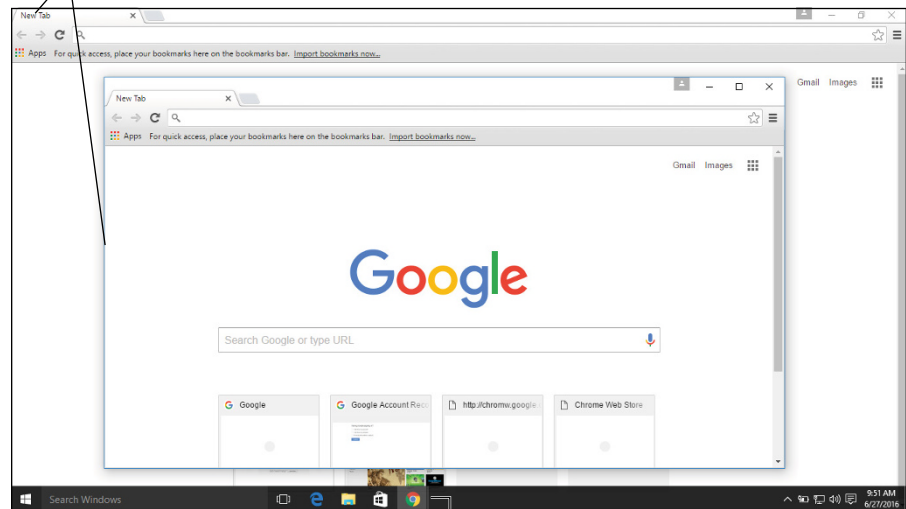 New Tab
Apps For quick access, place your bookmarks here on the bookmarks bar. Import bookmarks now...
Gmail Images
New Tab
Apps For quick access, place your bookmarks here on the bookmarks bar. Import bookmarks now...
Gmail Images
Google
Search Google or type URL
Google Google Account Reco http://chromw.google. Chrome Web Store
Search Windows
9:51 AM
6/27/2016